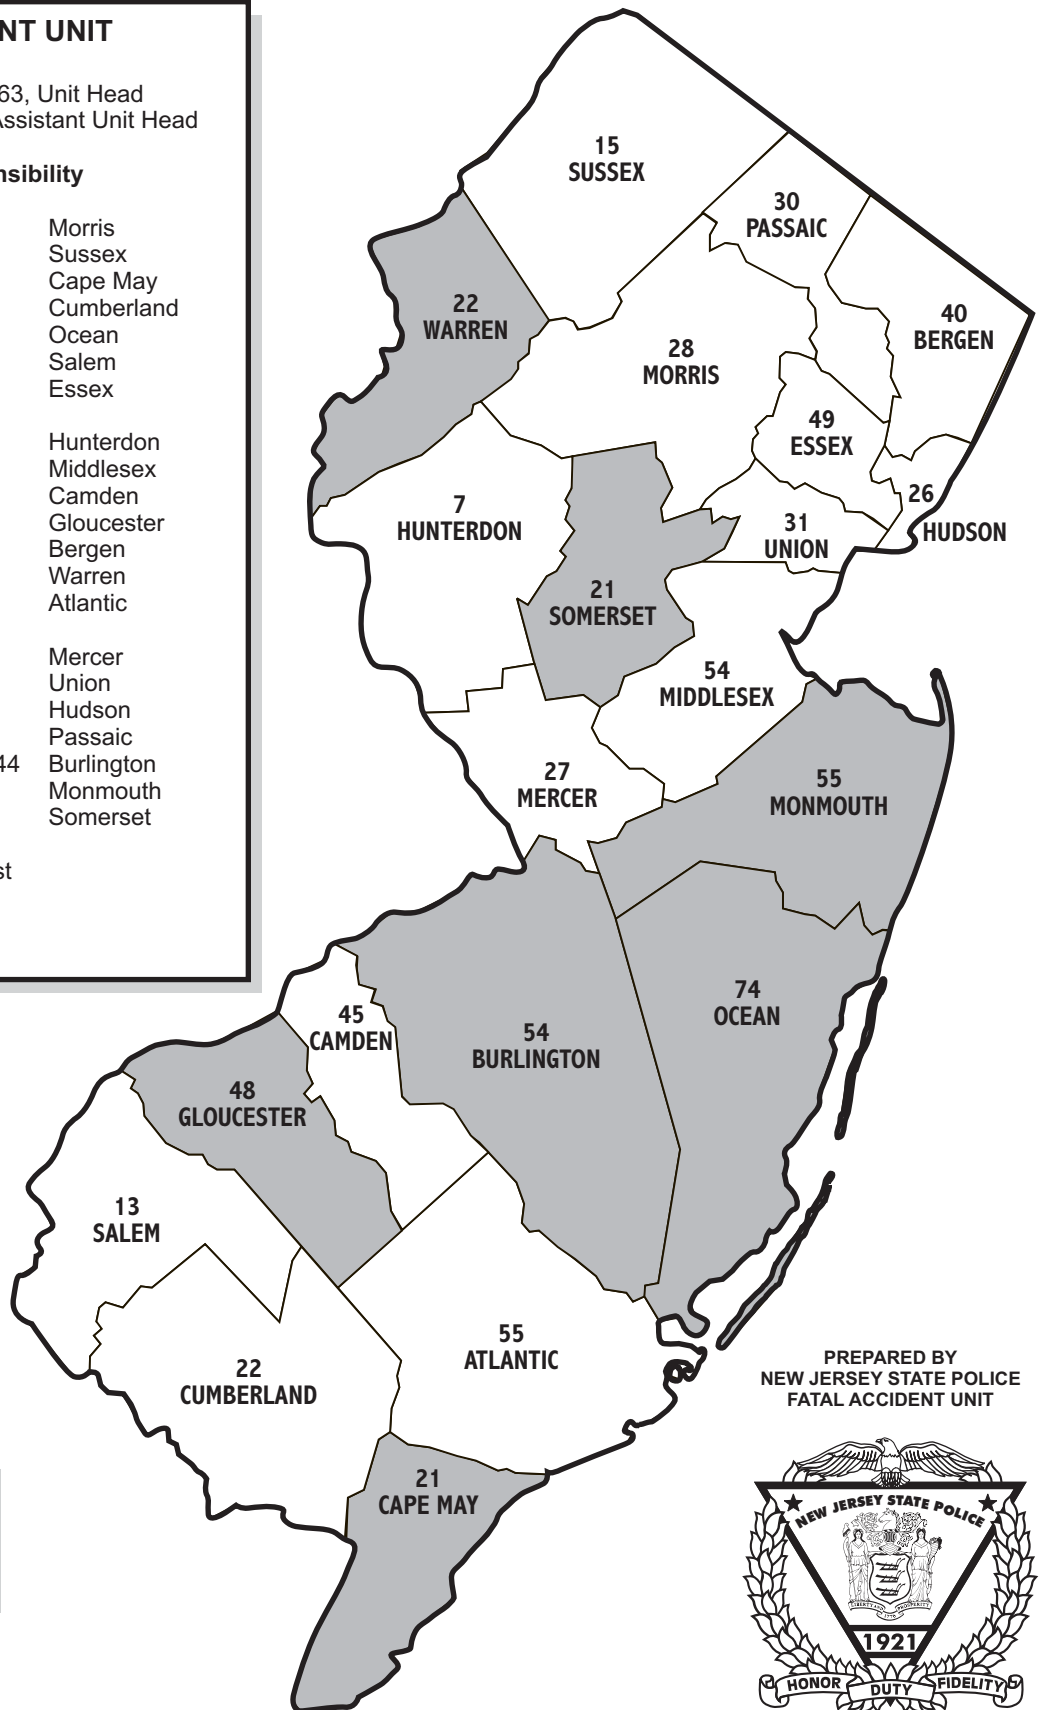 NT UNIT
63, Unit Head
Assistant Unit Head
nsibility
Morris
Sussex
Cape May
Cumberland
Ocean
Salem
Essex
Hunterdon
Middlesex
Camden
Gloucester
Bergen
Warren
Atlantic
Mercer
Union
Hudson
Passaic
44 Burlington
Monmouth
Somerset
st
15
SUSSEX
30
PASSAIC
22
WARREN
40
BERGEN
28
MORRIS
49
ESSEX
26
HUDSON
7
HUNTERDON
31
UNION
21
SOMERSET
54
MIDDLESEX
27
MERCER
55
MONMOUTH
74
OCEAN
45
CAMDEN
54
BURLINGTON
48
GLOUCESTER
13
SALEM
55
ATLANTIC
22
CUMBERLAND
21
CAPE MAY
PREPARED BY
NEW JERSEY STATE POLICE
FATAL ACCIDENT UNIT
NEW JERSEY STATE POLICE
LIBERTY AND PROSPERITY
1776
1921
HONOR DUTY FIDELITY